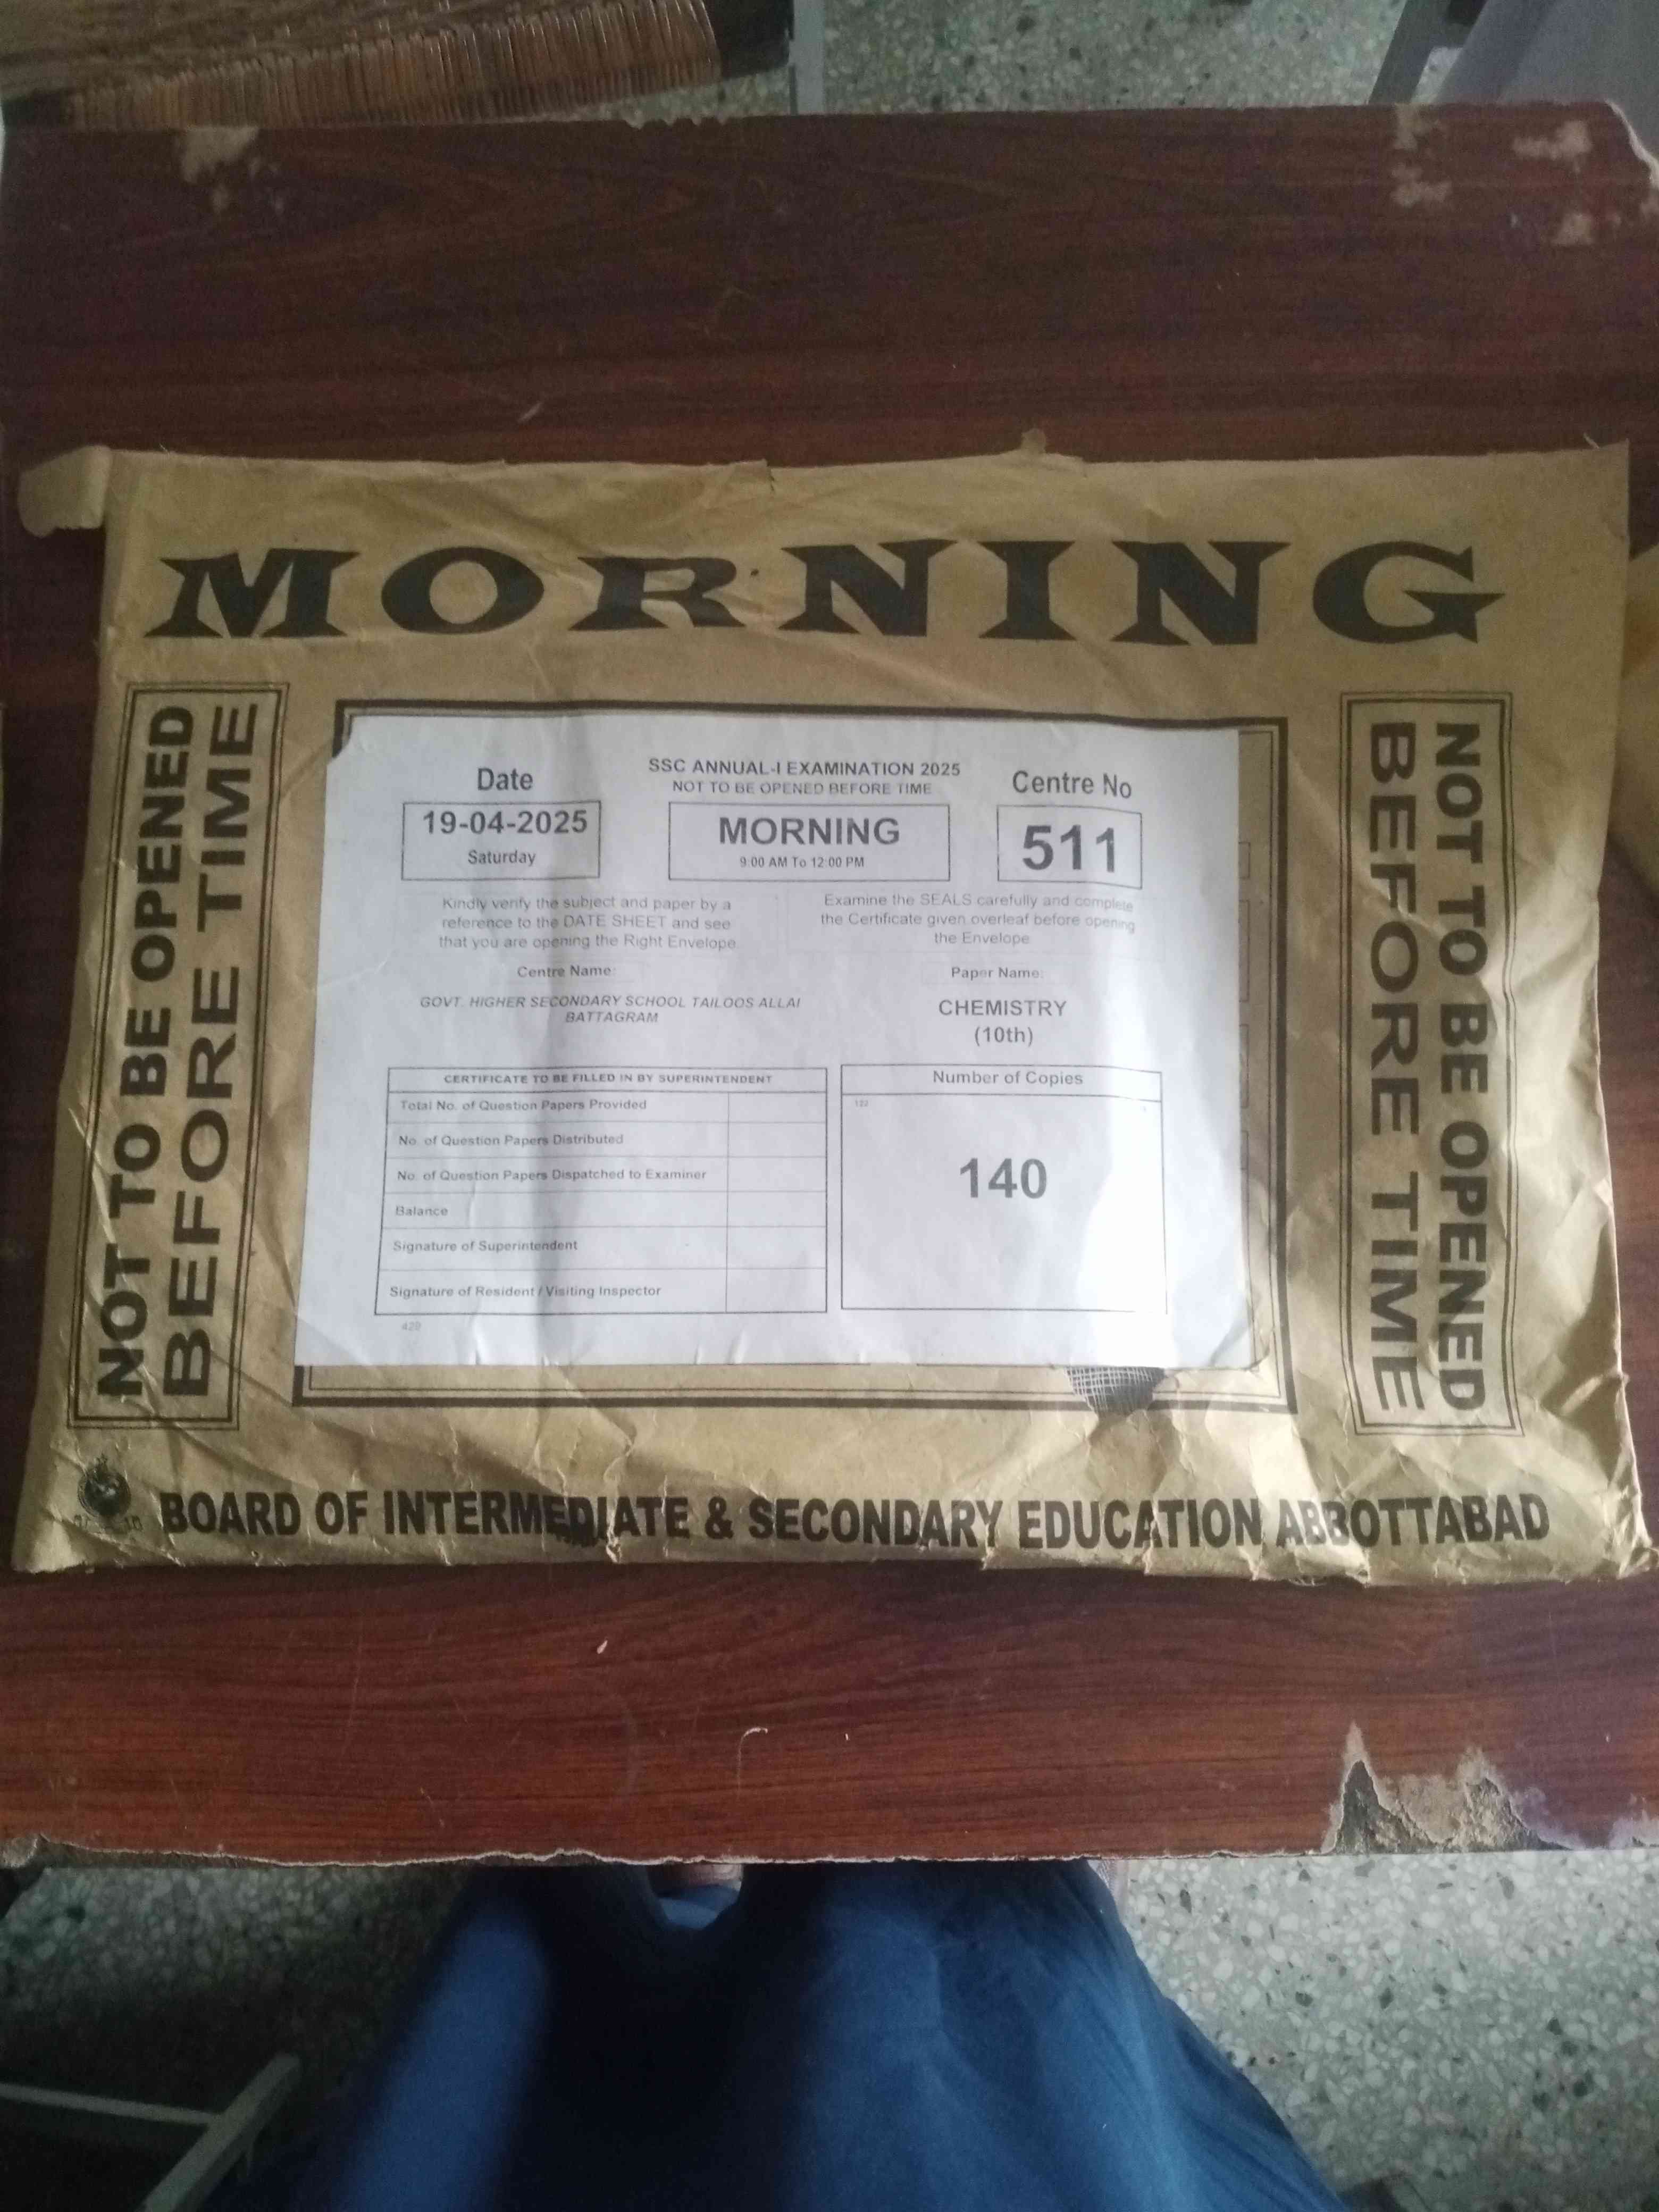 MORNING
NOT TO BE OPENED
BEFORE TIME
SSC ANNUAL-I EXAMINATION 2025
NOT TO BE OPENED BEFORE TIME
Date
19-04-2025
Saturday
MORNING
9:00 AM To 12:00 PM
Centre No
511
Kindly verify the subject and paper by a
reference to the DATE SHEET and see
that you are opening the Right Envelope.
Examine the SEALS carefully and complete
the Certificate given overleaf before opening
the Envelope
Centre Name:
GOVT. HIGHER SECONDARY SCHOOL TAILOOS ALLAI
BATTAGRAM
Paper Name:
CHEMISTRY
(10th)
CERTIFICATE TO BE FILLED IN BY SUPERINTENDENT
Total No. of Question Papers Provided
No. of Question Papers Distributed
No. of Question Papers Dispatched to Examiner
Balance
Signature of Superintendent
Signature of Resident / Visiting Inspector
Number of Copies
140
NOT TO BE OPENED
BEFORE TIME
BOARD OF INTERMEDIATE & SECONDARY EDUCATION ABBOTTABAD